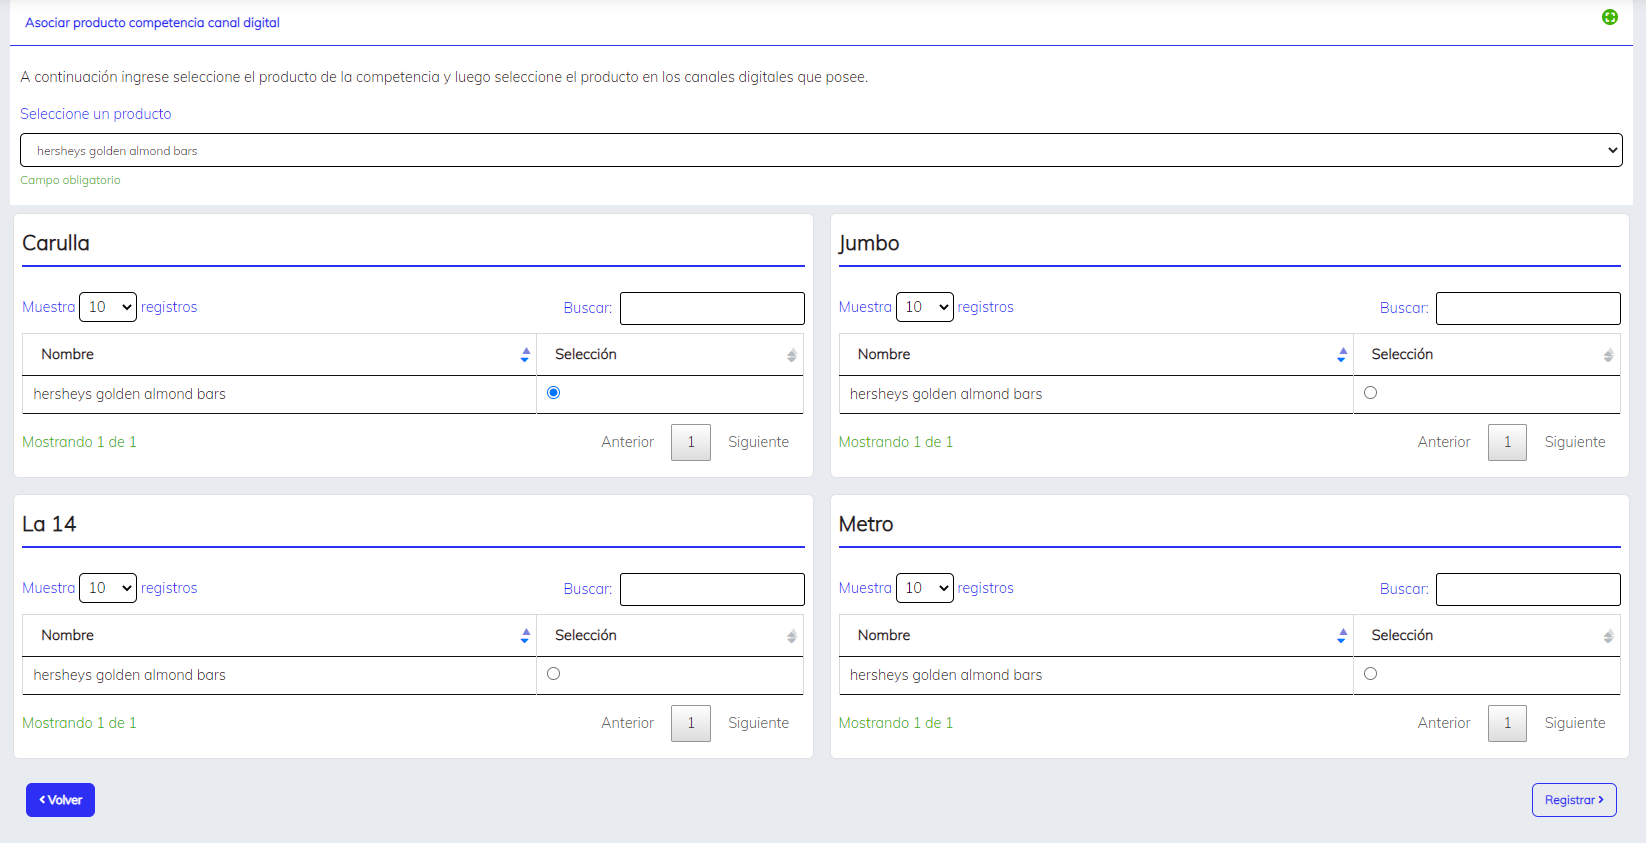 Asociar producto competencia canal digital
A continuación ingrese seleccione el producto de la competencia y luego seleccione el producto en los canales digitales que posee.
Seleccione un producto
hersheys golden almond bars
Campo obligatorio
Carulla
Muestra 10 registros Buscar:
Nombre Selección
hersheys golden almond bars
Mostrando 1 de 1 Anterior 1 Siguiente
Jumbo
Muestra 10 registros Buscar:
Nombre Selección
hersheys golden almond bars
Mostrando 1 de 1 Anterior 1 Siguiente
La 14
Muestra 10 registros Buscar:
Nombre Selección
hersheys golden almond bars
Mostrando 1 de 1 Anterior 1 Siguiente
Metro
Muestra 10 registros Buscar:
Nombre Selección
hersheys golden almond bars
Mostrando 1 de 1 Anterior 1 Siguiente
Volver
Registrar